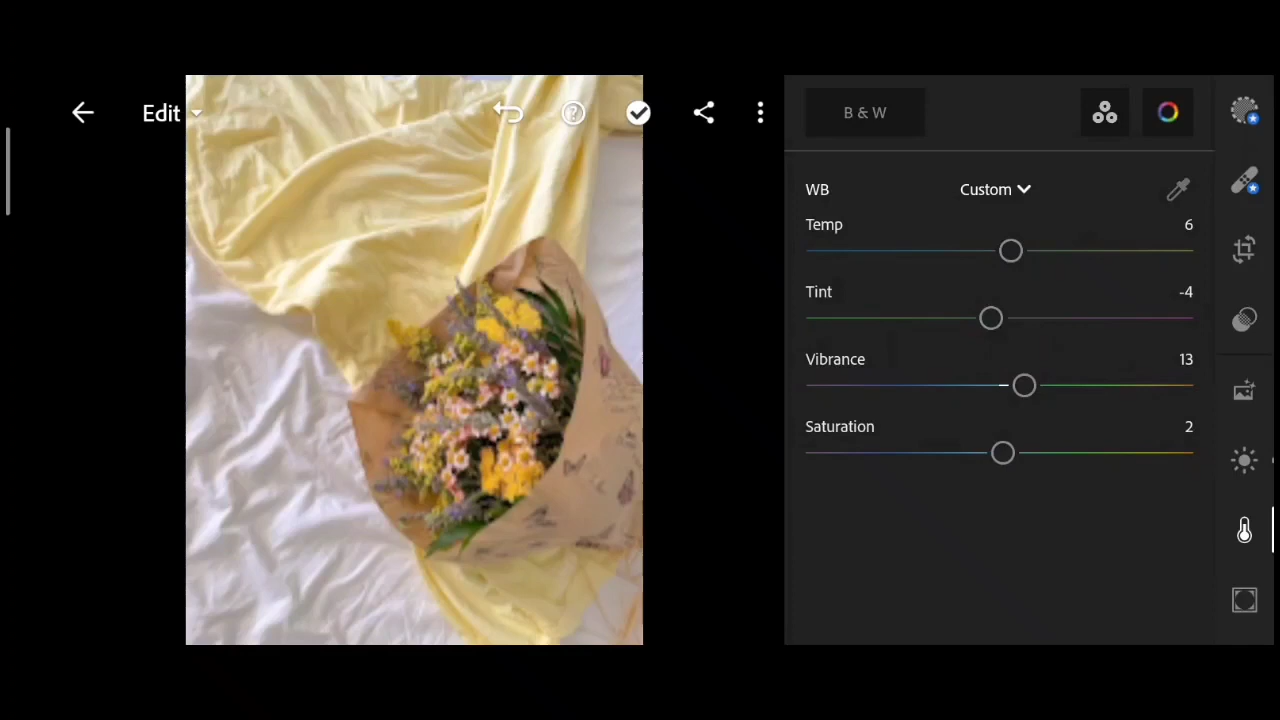 Edit
B & W
WB Custom
Temp 6
Tint -4
Vibrance 13
Saturation 2